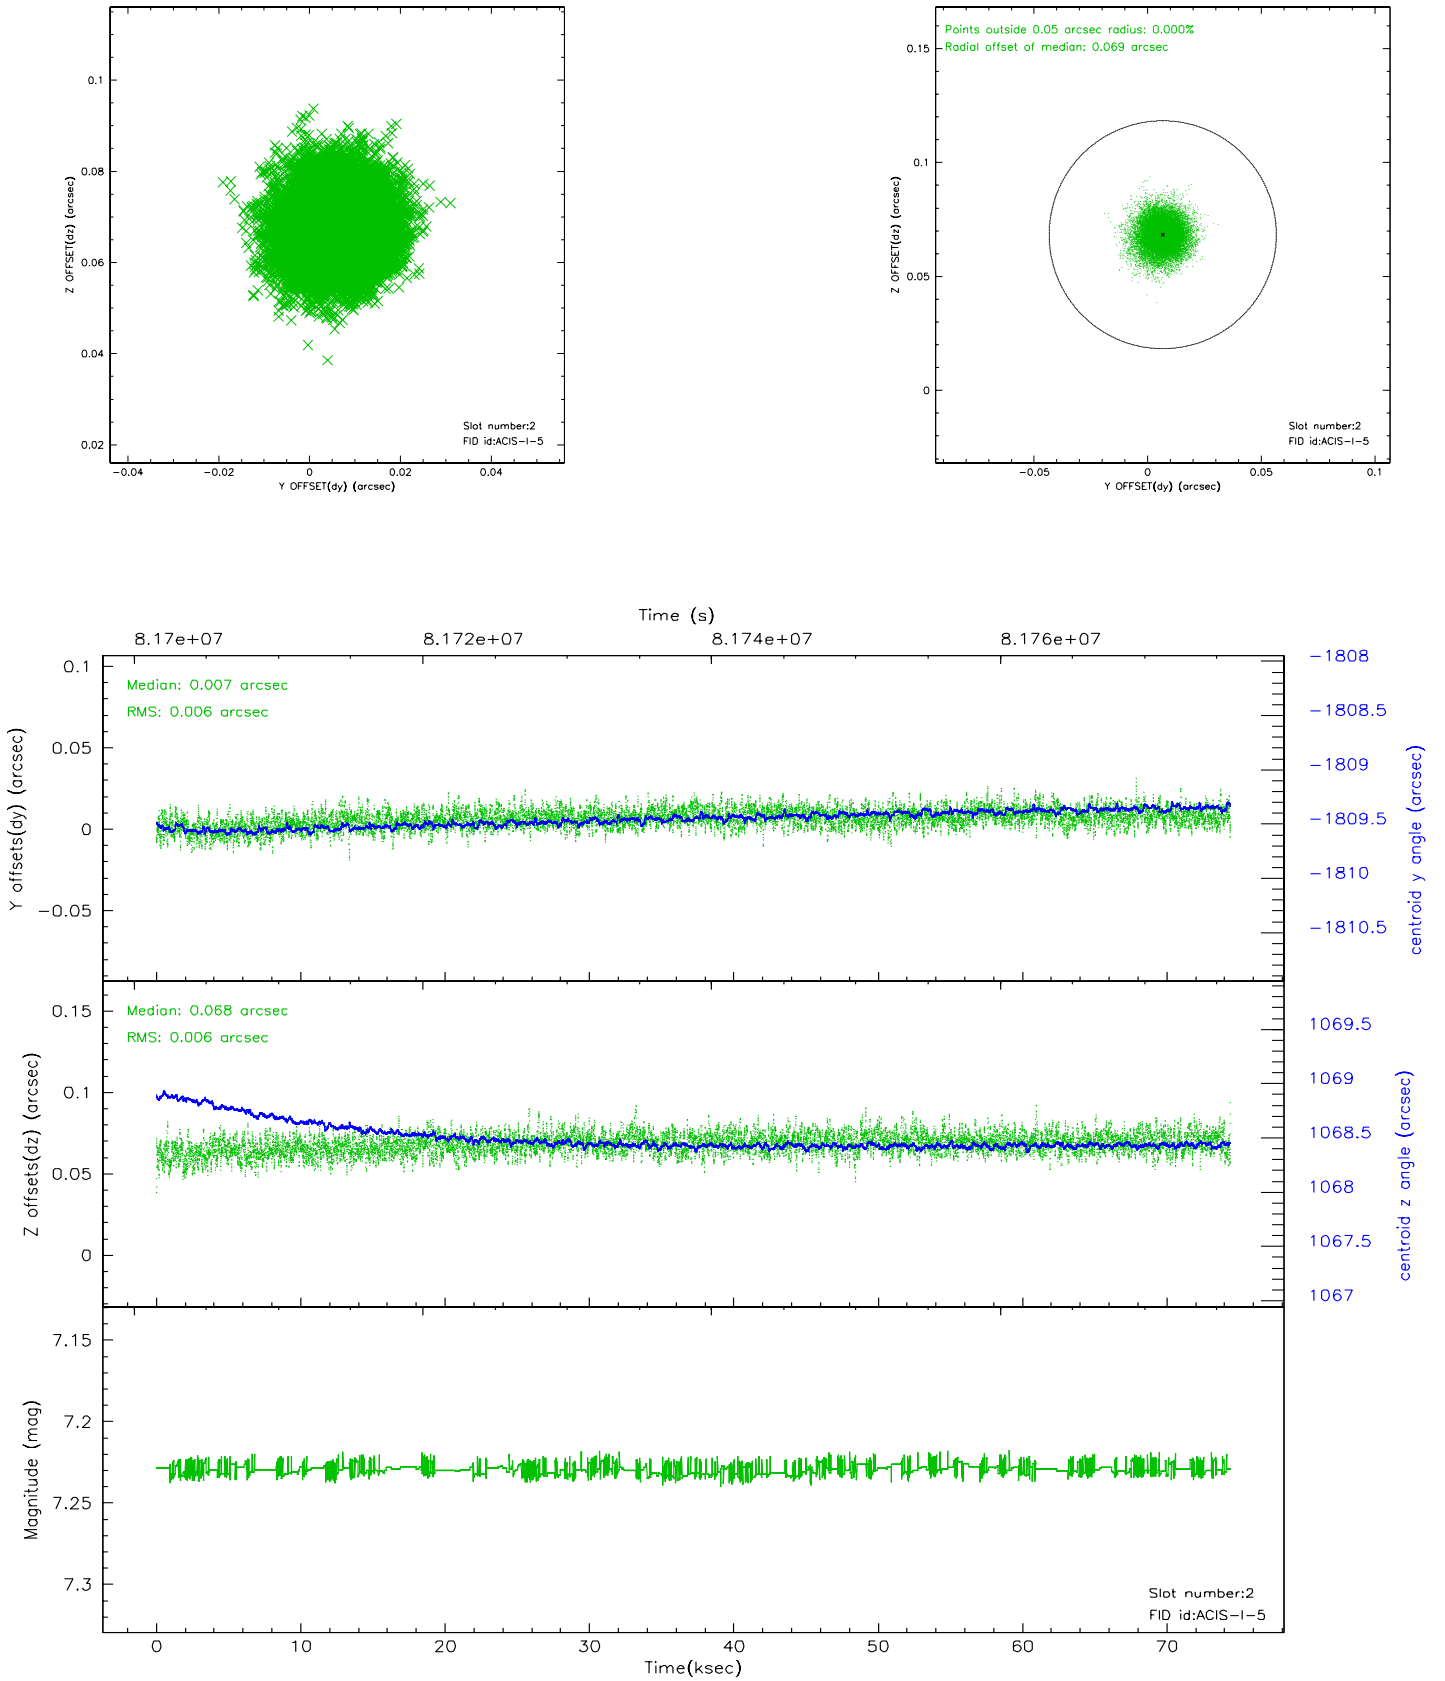 0.1
0.08
0.06
0.04
0.02
Z OFFSET(dz) (arcsec)
Slot number:2
FID id:ACIS-I-5
-0.04 -0.02 0 0.02 0.04
Y OFFSET(dy) (arcsec)
Points outside 0.05 arcsec radius: 0.000%
Radial offset of median: 0.069 arcsec
0.15
0.1
0.05
0
Z OFFSET(dz) (arcsec)
Slot number:2
FID id:ACIS-I-5
-0.05 0 0.05 0.1
Y OFFSET(dy) (arcsec)
Time (s)
8.17e+07 8.172e+07 8.174e+07 8.176e+07
Median: 0.007 arcsec
RMS: 0.006 arcsec
0.1
0.05
0
-0.05
Y offsets(dy) (arcsec)
-1808
-1808.5
-1809
-1809.5
-1810
-1810.5
centroid y angle (arcsec)
Median: 0.068 arcsec
RMS: 0.006 arcsec
0.15
0.1
0.05
0
Z offsets(dz) (arcsec)
1069.5
1069
1068.5
1068
1067.5
1067
centroid z angle (arcsec)
7.15
7.2
7.25
7.3
Magnitude (mag)
Slot number:2
FID id:ACIS-I-5
0 10 20 30 40 50 60 70
Time(ksec)